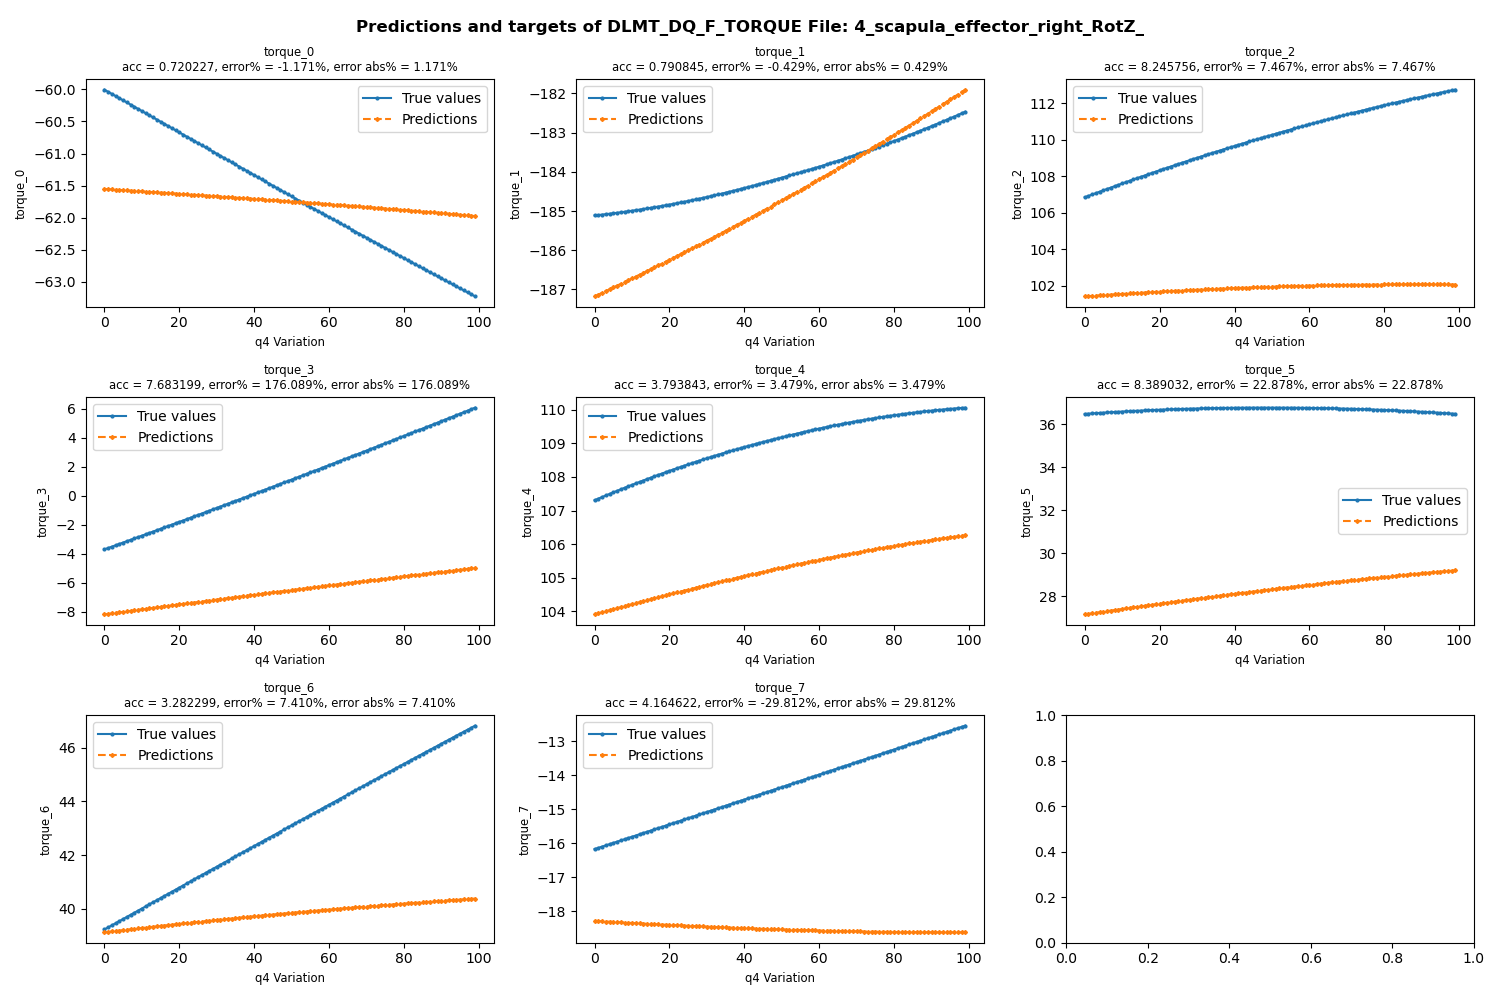 Predictions and targets of DLMT_DQ_F_TORQUE File: 4_scapula_effector_right_RotZ_
torque_0
acc = 0.720227, error% = -1.171%, error abs% = 1.171%
True values
Predictions
−60.0
−60.5
−61.0
−61.5
−62.0
−62.5
−63.0
torque_0
0 20 40 60 80 100
q4 Variation
torque_1
acc = 0.790845, error% = -0.429%, error abs% = 0.429%
True values
Predictions
−182
−183
−184
−185
−186
−187
torque_1
0 20 40 60 80 100
q4 Variation
torque_2
acc = 8.245756, error% = 7.467%, error abs% = 7.467%
True values
Predictions
112
110
108
106
104
102
torque_2
0 20 40 60 80 100
q4 Variation
torque_3
acc = 7.683199, error% = 176.089%, error abs% = 176.089%
True values
Predictions
6
4
2
0
−2
−4
−6
−8
torque_3
0 20 40 60 80 100
q4 Variation
torque_4
acc = 3.793843, error% = 3.479%, error abs% = 3.479%
True values
Predictions
110
109
108
107
106
105
104
torque_4
0 20 40 60 80 100
q4 Variation
torque_5
acc = 8.389032, error% = 22.878%, error abs% = 22.878%
True values
Predictions
36
34
32
30
28
torque_5
0 20 40 60 80 100
q4 Variation
torque_6
acc = 3.282299, error% = 7.410%, error abs% = 7.410%
True values
Predictions
46
44
42
40
torque_6
0 20 40 60 80 100
q4 Variation
torque_7
acc = 4.164622, error% = -29.812%, error abs% = 29.812%
True values
Predictions
−13
−14
−15
−16
−17
−18
torque_7
0 20 40 60 80 100
q4 Variation
1.0
0.8
0.6
0.4
0.2
0.0
0.0 0.2 0.4 0.6 0.8 1.0